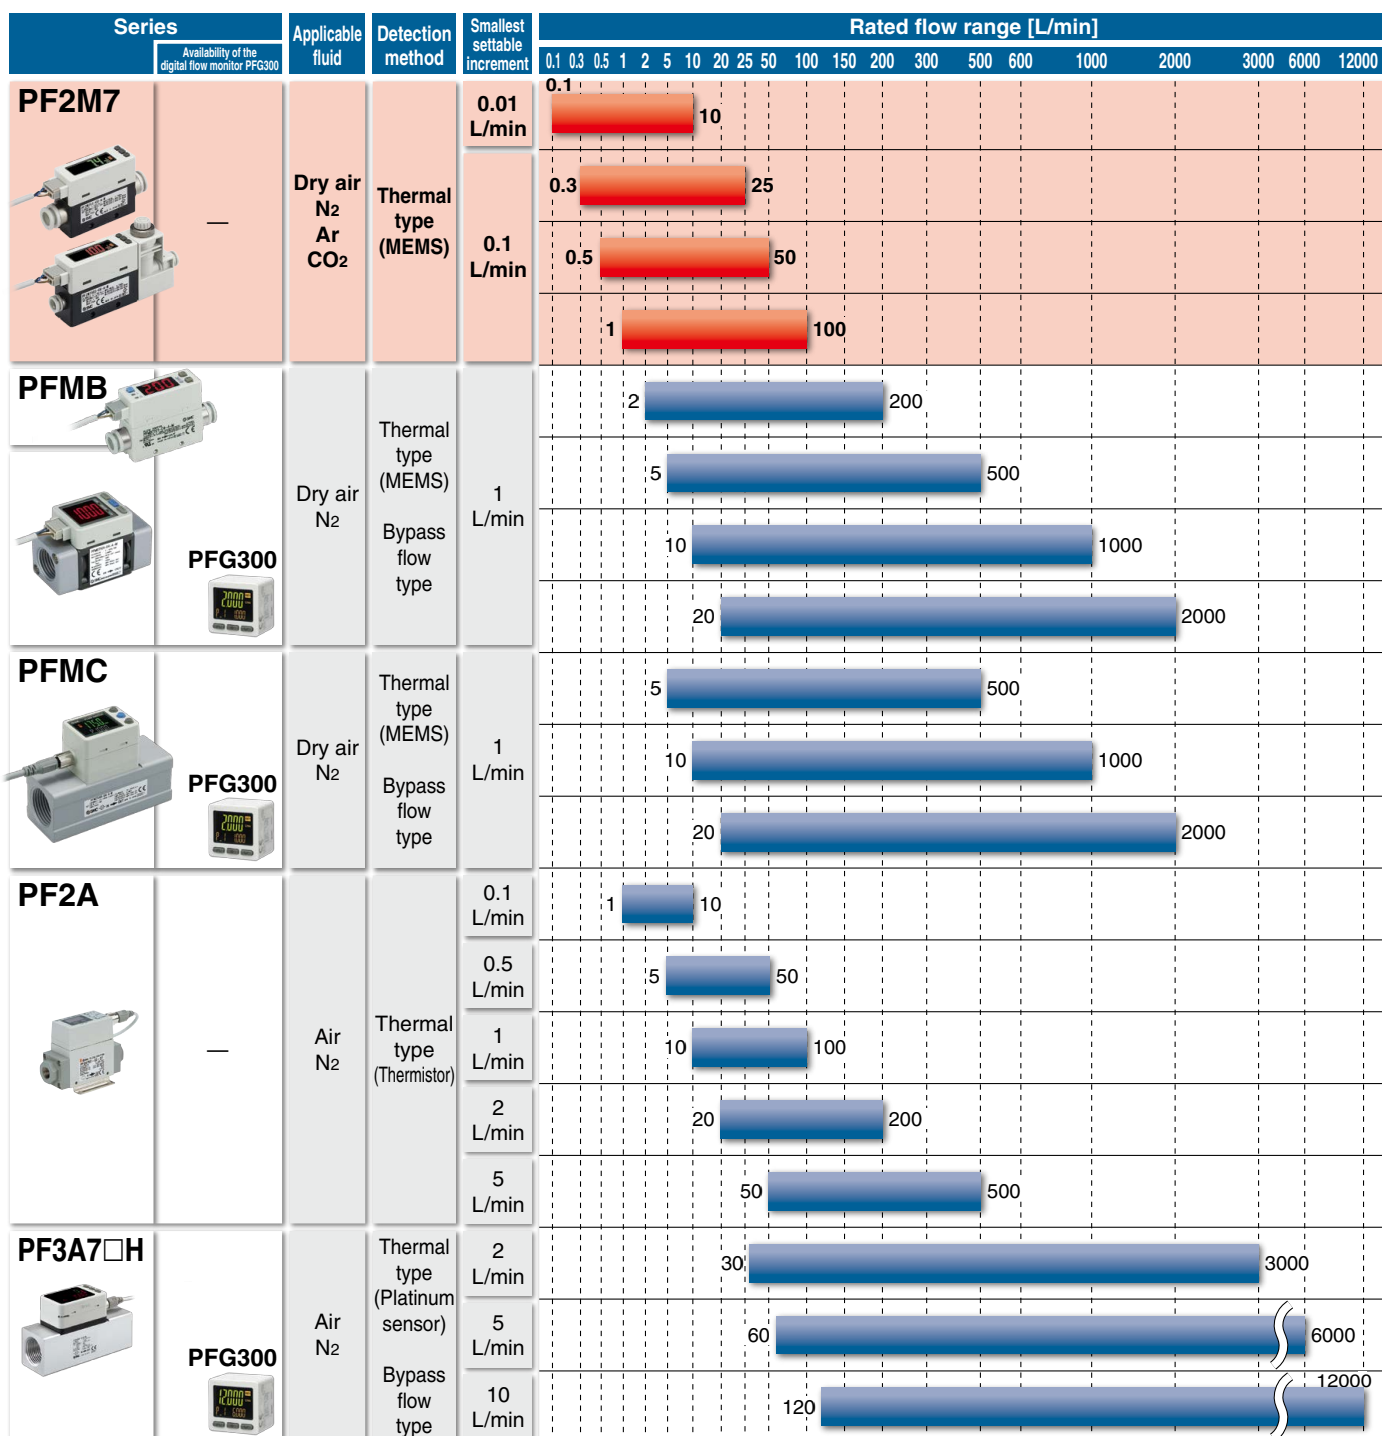 Series
Availability of the
digital flow monitor PFG300
Applicable
fluid
Detection
method
Smallest
settable
increment
Rated flow range [L/min]
0.1 0.3 0.5 1 2 5 10 20 25 50 100 150 200 300 500 600 1000 2000 3000 6000 12000
PF2M7
—
Dry air
N2
Ar
CO2
Thermal
type
(MEMS)
0.01
L/min
0.1
10
0.1
L/min
0.3
25
0.5
50
1
100
PFMB
PFG300
Dry air
N2
Thermal
type
(MEMS)
Bypass
flow
type
1
L/min
2
200
5
500
10
1000
20
2000
PFMC
PFG300
Dry air
N2
Thermal
type
(MEMS)
Bypass
flow
type
1
L/min
5
500
10
1000
20
2000
PF2A
—
Air
N2
Thermal
type
(Thermistor)
0.1
L/min
1
10
0.5
L/min
5
50
1
L/min
10
100
2
L/min
20
200
5
L/min
50
500
PF3A7□H
PFG300
Air
N2
Thermal
type
(Platinum
sensor)
Bypass
flow
type
2
L/min
30
3000
5
L/min
60
6000
10
L/min
120
12000